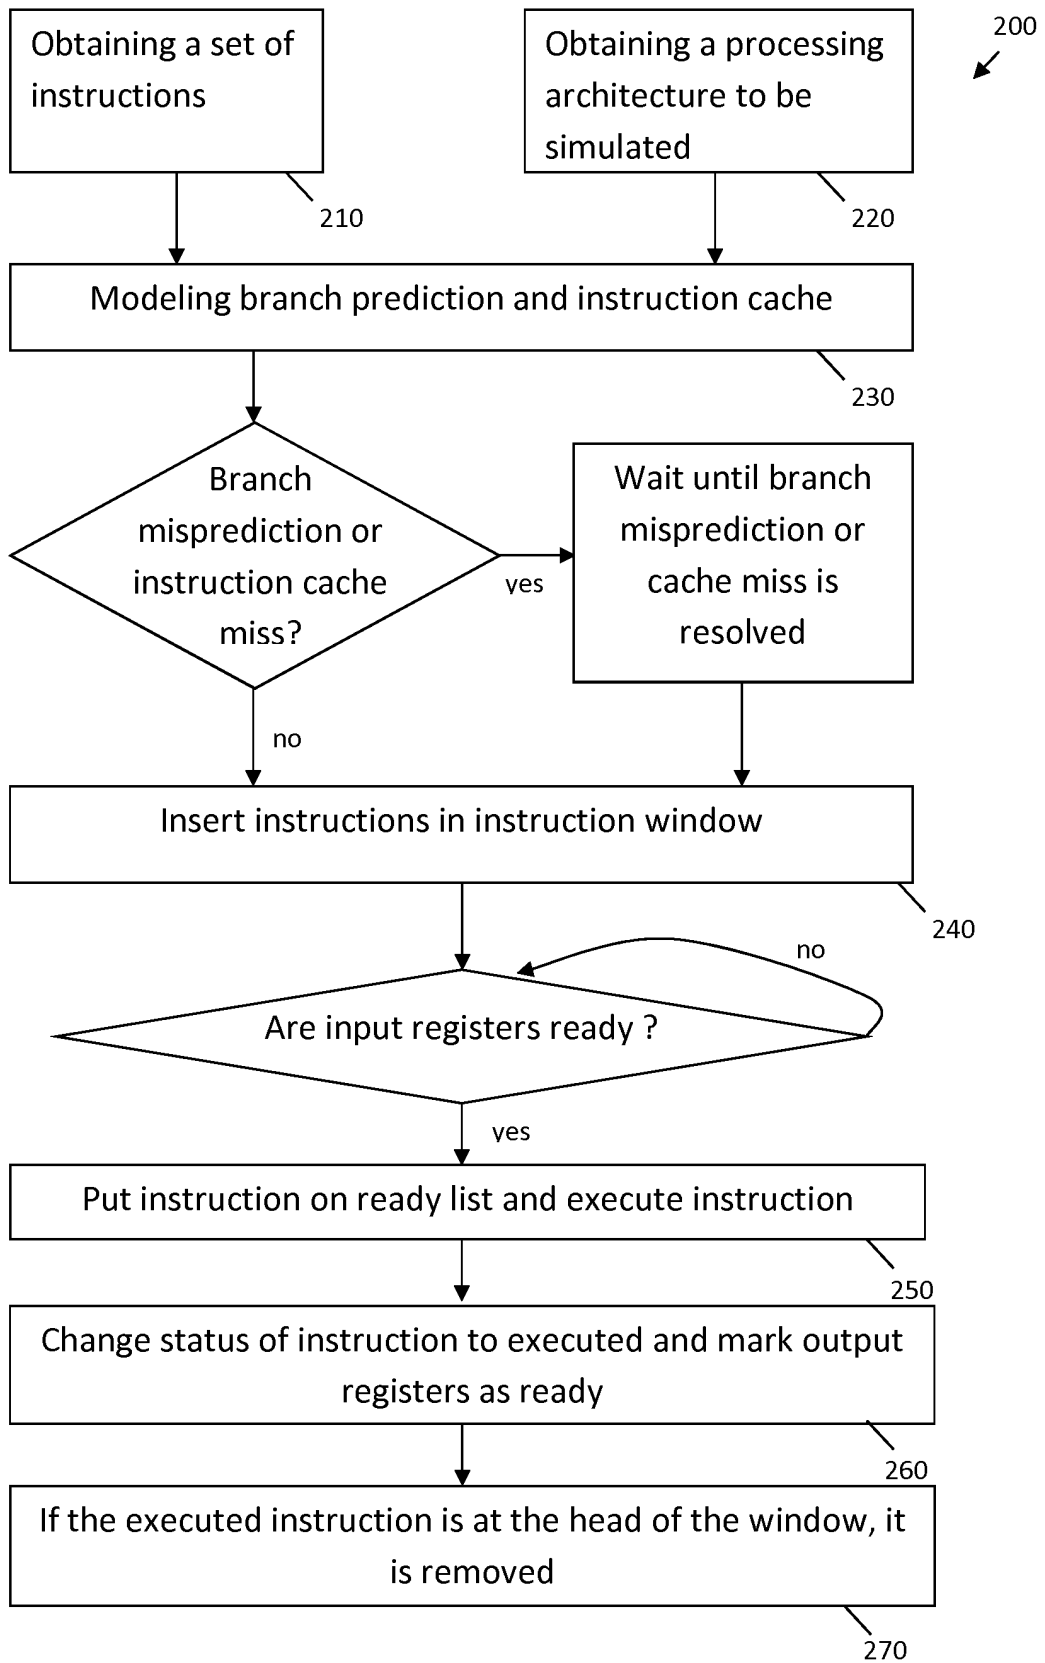 200
Obtaining a set of
instructions
210
Obtaining a processing
architecture to be
simulated
220
Modeling branch prediction and instruction cache
230
Branch
misprediction or
instruction cache
miss?
yes
no
Wait until branch
misprediction or
cache miss is
resolved
Insert instructions in instruction window
240
no
Are input registers ready ?
yes
Put instruction on ready list and execute instruction
250
Change status of instruction to executed and mark output
registers as ready
260
If the executed instruction is at the head of the window, it
is removed
270